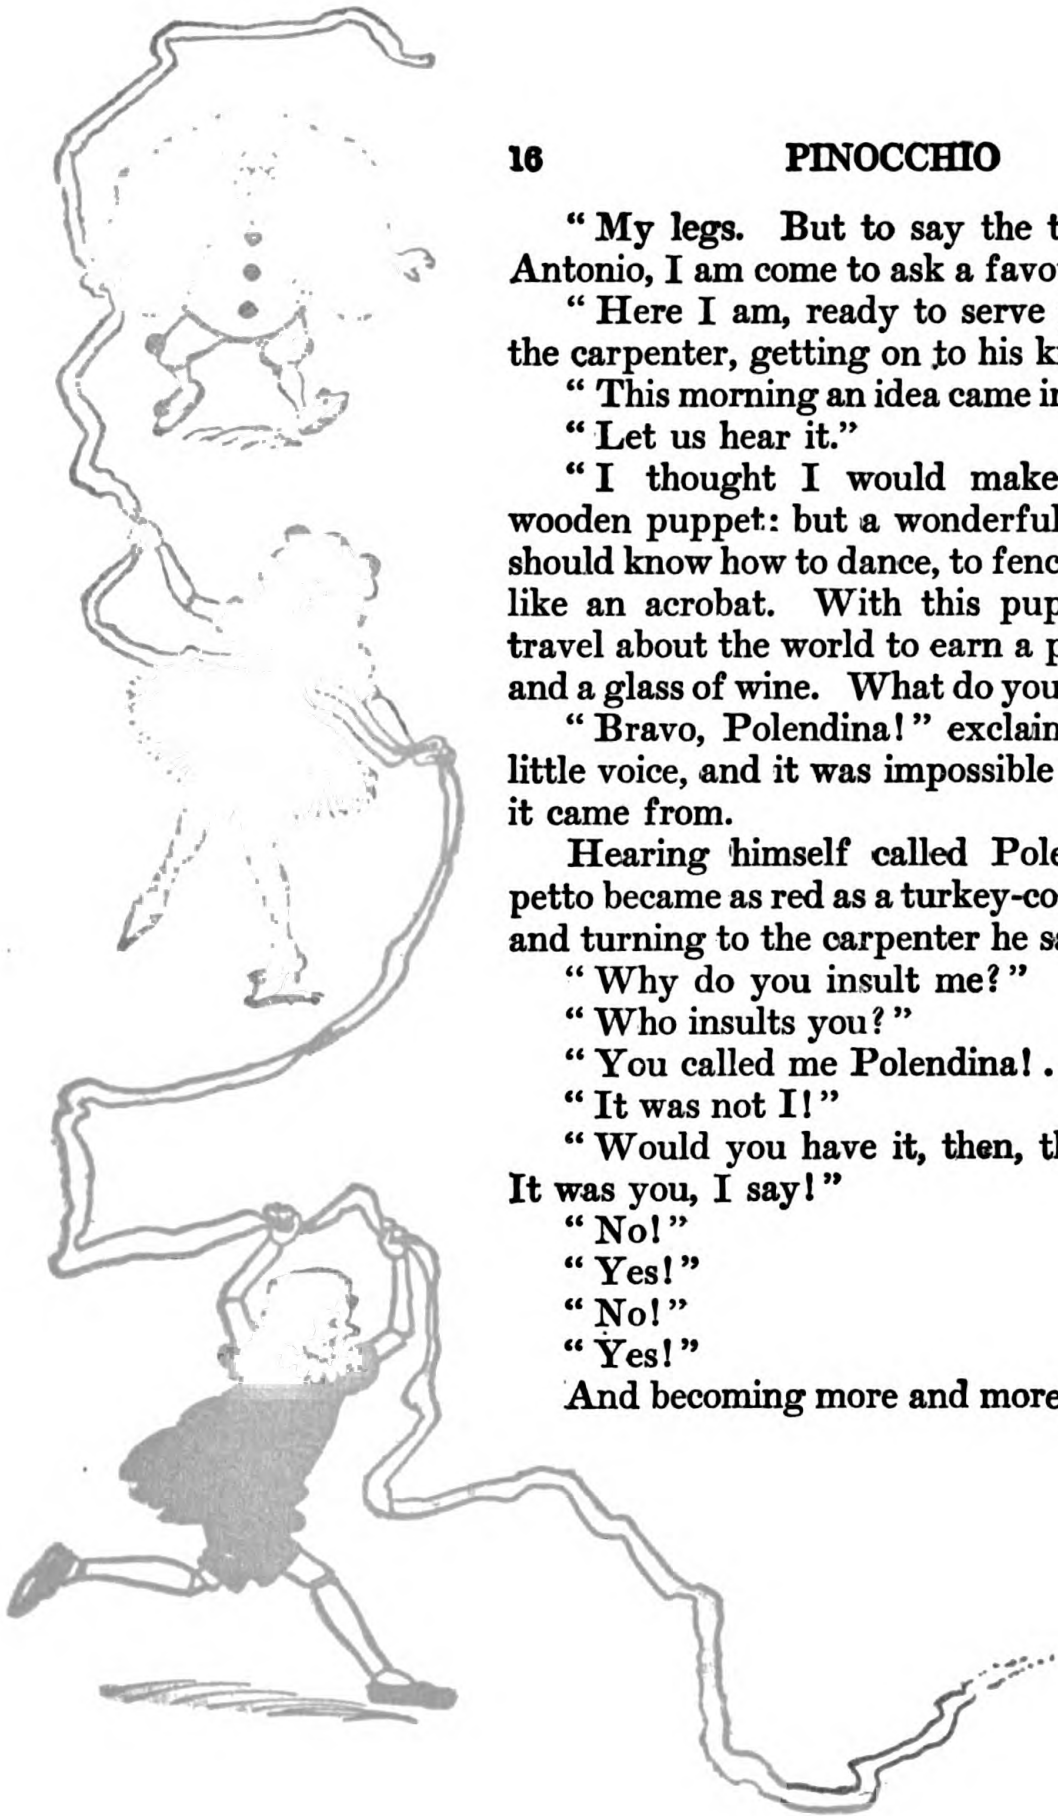 16 PINOCCHIO
“ My legs. But to say the t
Antonio, I am come to ask a favo
“ Here I am, ready to serve
the carpenter, getting on to his k
“ This morning an idea came i
“ Let us hear it.”
“ I thought I would make
wooden puppet: but a wonderful
should know how to dance, to fenc
like an acrobat. With this pup
travel about the world to earn a p
and a glass of wine. What do you
“ Bravo, Polendina! ” exclaim
little voice, and it was impossible
it came from.
Hearing himself called Pole
petto became as red as a turkey-co
and turning to the carpenter he sa
“ Why do you insult me? ”
“ Who insults you? ”
“ You called me Polendina! .
“ It was not I! ”
“ Would you have it, then, th
It was you, I say! ”
“ No! ”
“ Yes! ”
“ No! ”
“ Yes! ”
And becoming more and more